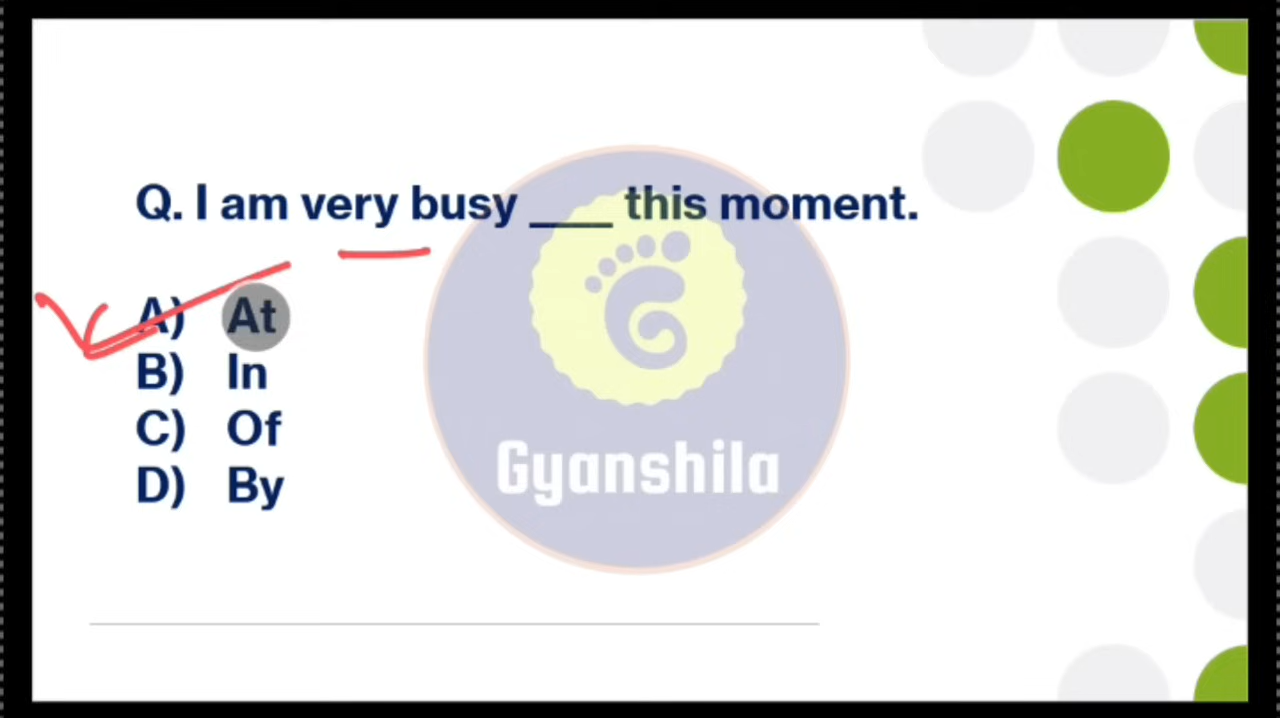 Q. I am very busy ____ this moment.
A) At
B) In
C) Of
D) By
Gyanshila